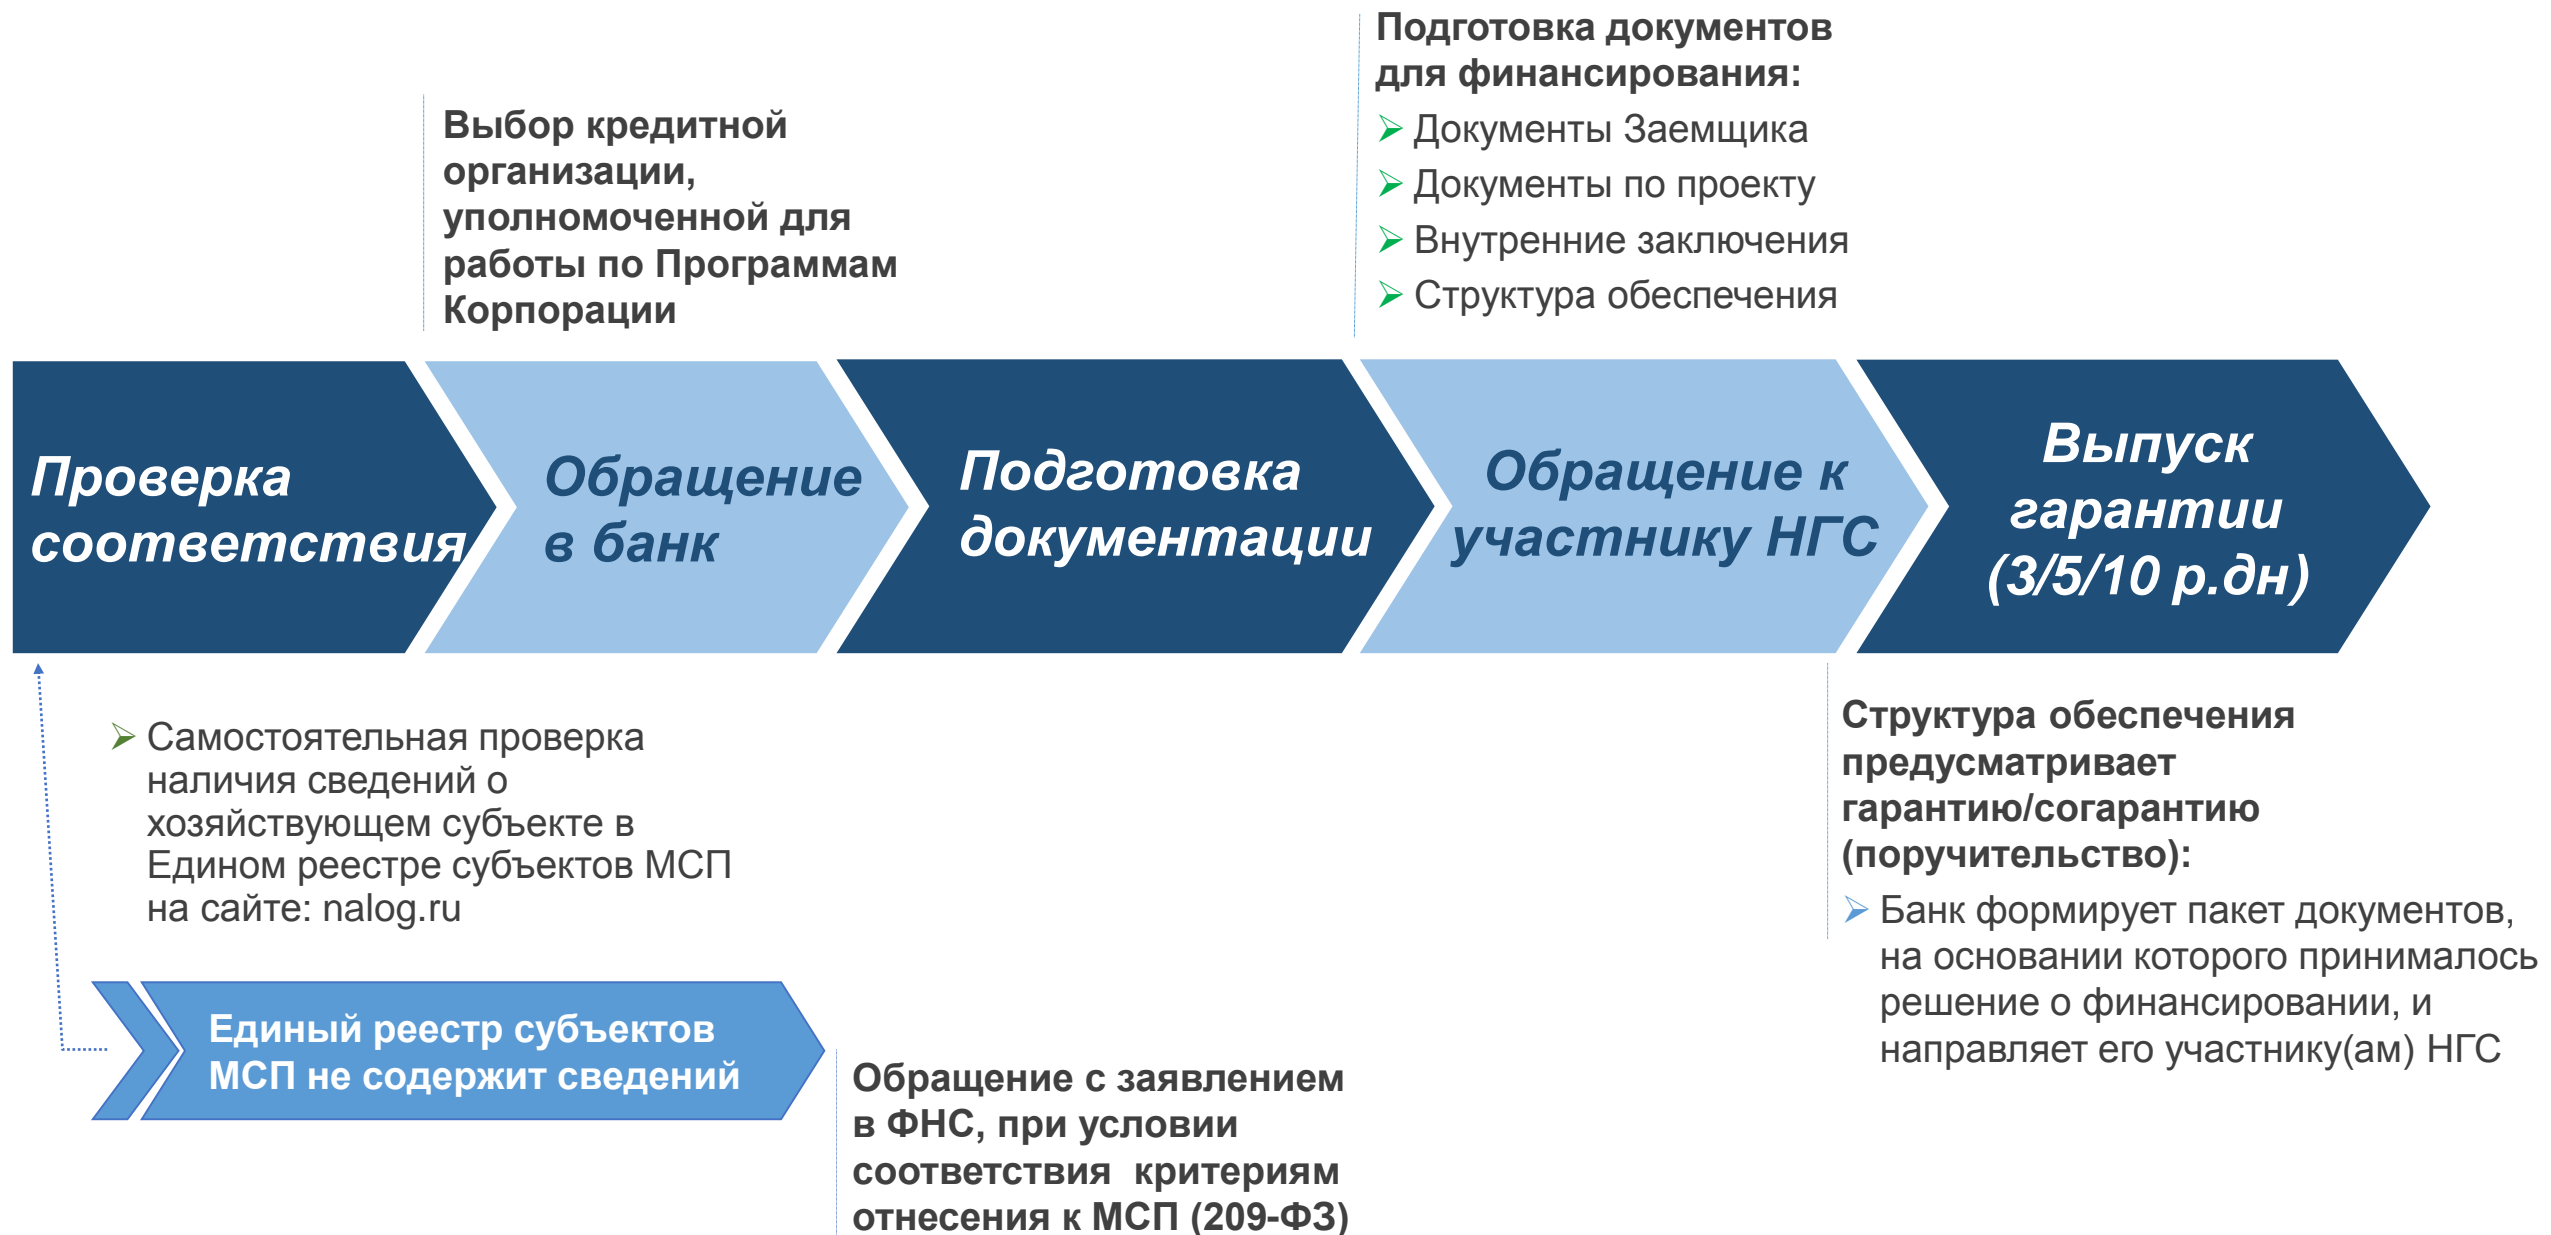 Подготовка документов
для финансирования:
Документы Заемщика
Документы по проекту
Внутренние заключения
Структура обеспечения
Выбор кредитной
организации,
уполномоченной для
работы по Программам
Корпорации
Проверка
соответствия
Обращение
в банк
Подготовка
документации
Обращение к
участнику НГС
Выпуск
гарантии
(3/5/10 р.дн)
Самостоятельная проверка
наличия сведений о
хозяйствующем субъекте в
Едином реестре субъектов МСП
на сайте: nalog.ru
Единый реестр субъектов
МСП не содержит сведений
Обращение с заявлением
в ФНС, при условии
соответствия  критериям
отнесения к МСП (209-ФЗ)
Структура обеспечения
предусматривает
гарантию/согарантию
(поручительство):
Банк формирует пакет документов,
на основании которого принималось
решение о финансировании, и
направляет его участнику(ам) НГС